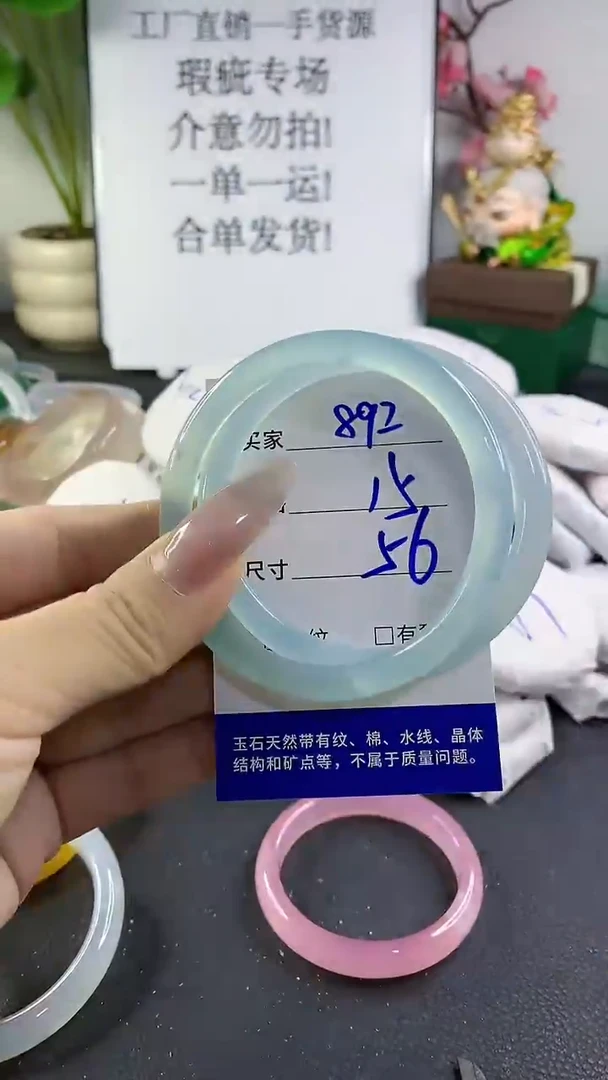 工厂直销一手货源
瑕疵专场
介意勿拍!
一单一运!
合单发货!
买家 892
15
尺寸 56
纹 □有
玉石天然带有纹、棉、水线、晶体
结构和矿点等，不属于质量问题。